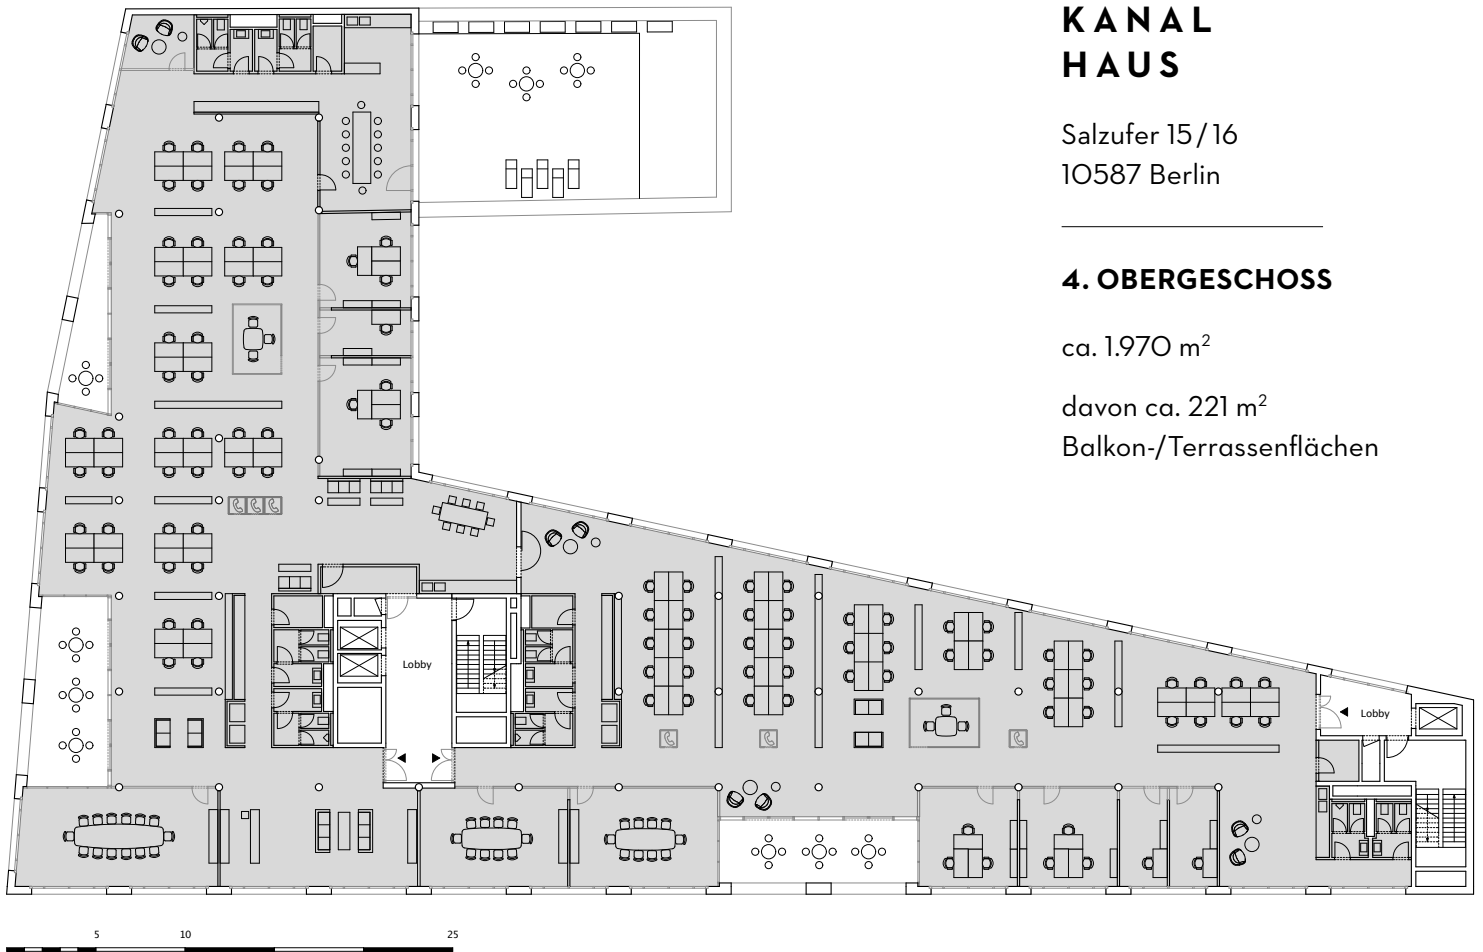 KANAL
HAUS
Salzufer 15/16
10587 Berlin
4. OBERGESCHOSS
ca. 1.970 m²
davon ca. 221 m²
Balkon-/Terrassenflächen
Lobby
Lobby
5 10 25